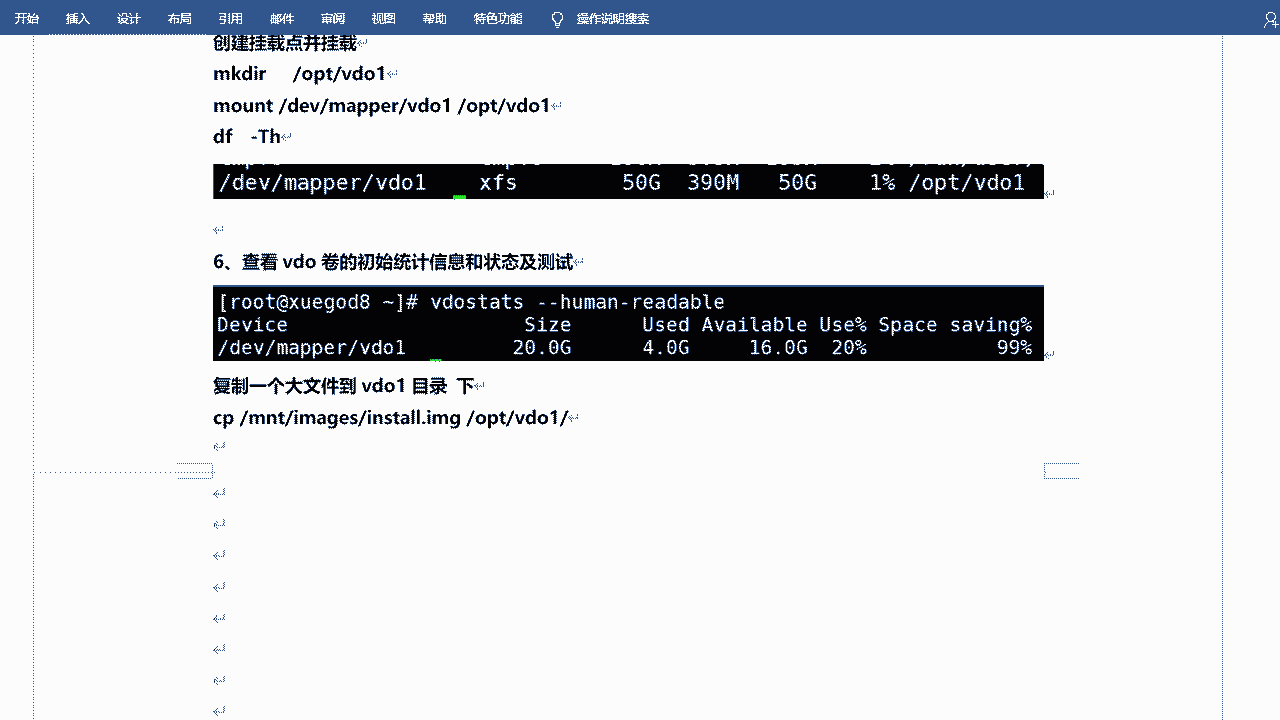 开始 插入 设计 布局 引用 邮件 审阅 视图 帮助 特色功能 操作说明搜索
创建挂载点并挂载
mkdir /opt/vdo1
mount /dev/mapper/vdo1 /opt/vdo1
df -Th
/dev/mapper/vdo1 xfs 50G 390M 50G 1% /opt/vdo1
6、查看 vdo 卷的初始统计信息和状态及测试
[root@xuegod8 ~]# vdostats --human-readable
Device Size Used Available Use% Space saving%
/dev/mapper/vdo1 20.0G 4.0G 16.0G 20% 99%
复制一个大文件到 vdo1 目录 下
cp /mnt/images/install.img /opt/vdo1/